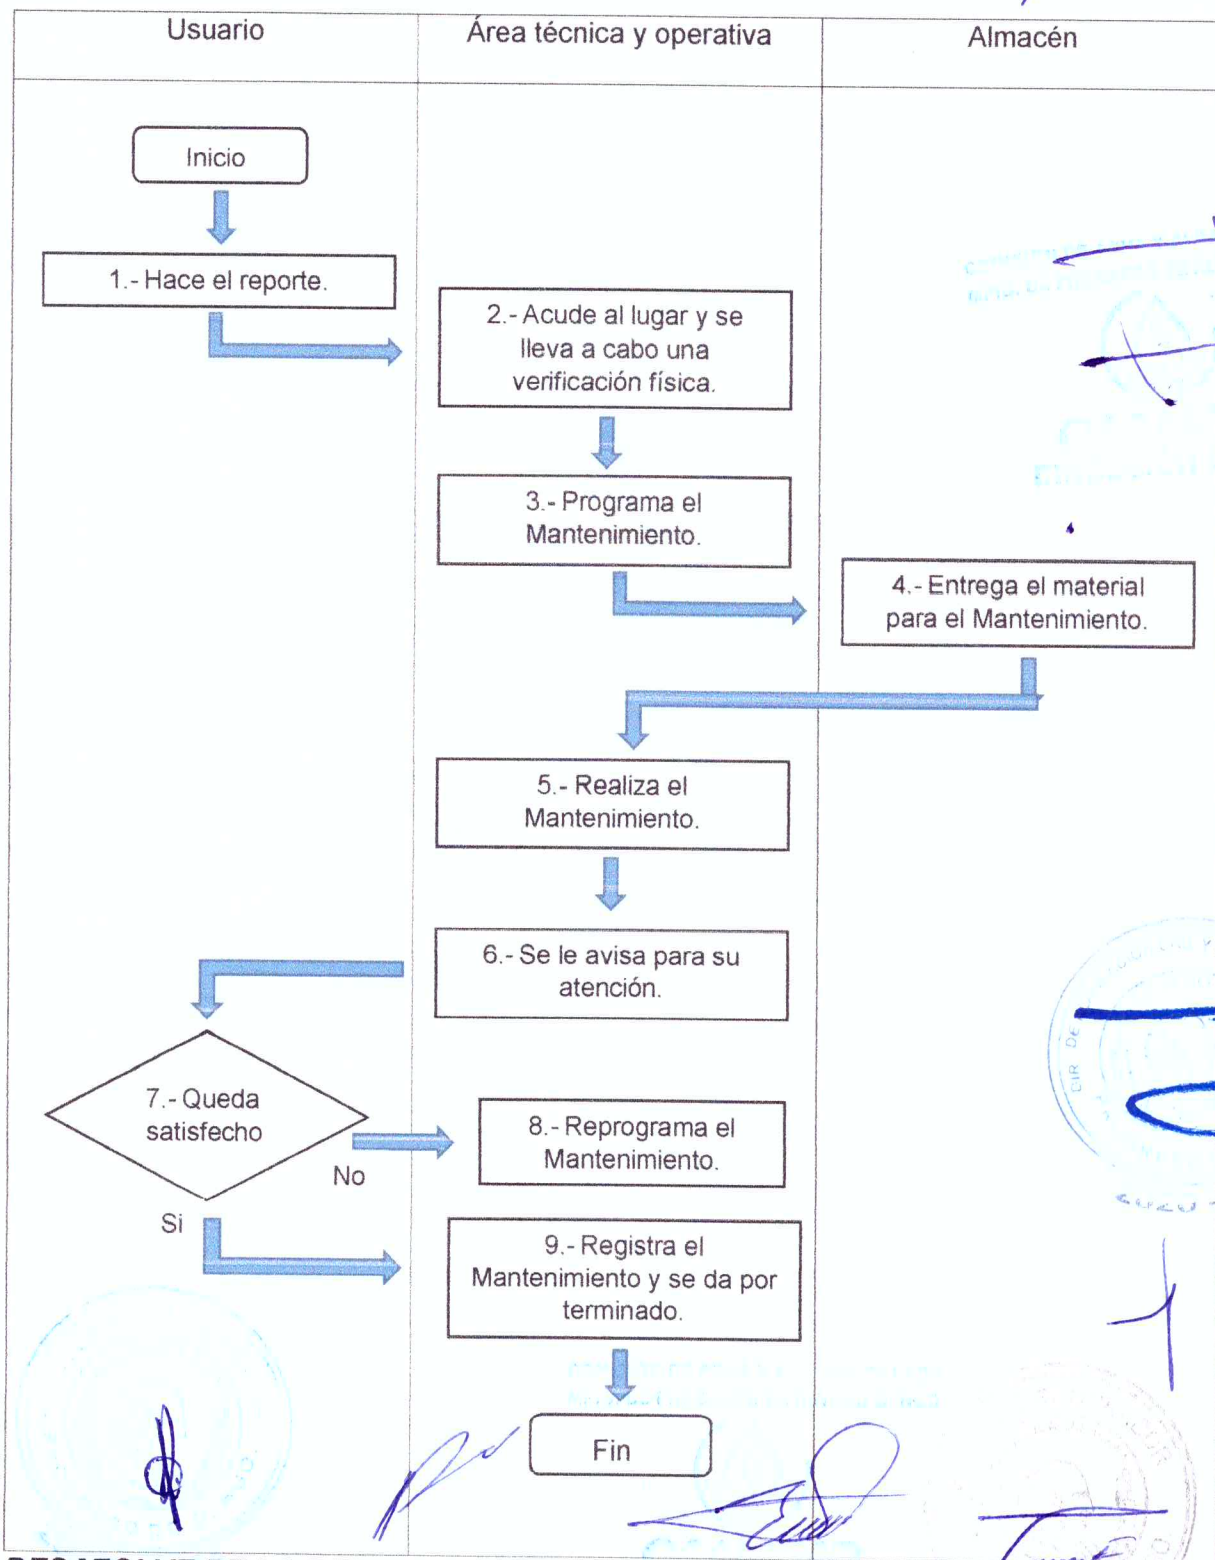 Usuario
Área técnica y operativa
Almacén
Inicio
1.- Hace el reporte.
2.- Acude al lugar y se
lleva a cabo una
verificación física.
3.- Programa el
Mantenimiento.
4.- Entrega el material
para el Mantenimiento.
5.- Realiza el
Mantenimiento.
6.- Se le avisa para su
atención.
7.- Queda
satisfecho
No
8.- Reprograma el
Mantenimiento.
Si
9.- Registra el
Mantenimiento y se da por
terminado.
Fin
DIR DE